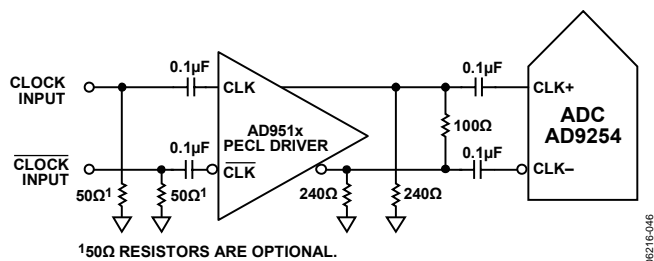 CLOCK
INPUT
0.1µF
CLK
AD951x
PECL DRIVER
0.1µF
CLK+
ADC
AD9254
100Ω
CLOCK
INPUT
0.1µF
CLK
0.1µF
CLK–
50Ω¹
50Ω¹
240Ω
240Ω
¹50Ω RESISTORS ARE OPTIONAL.
06216-046